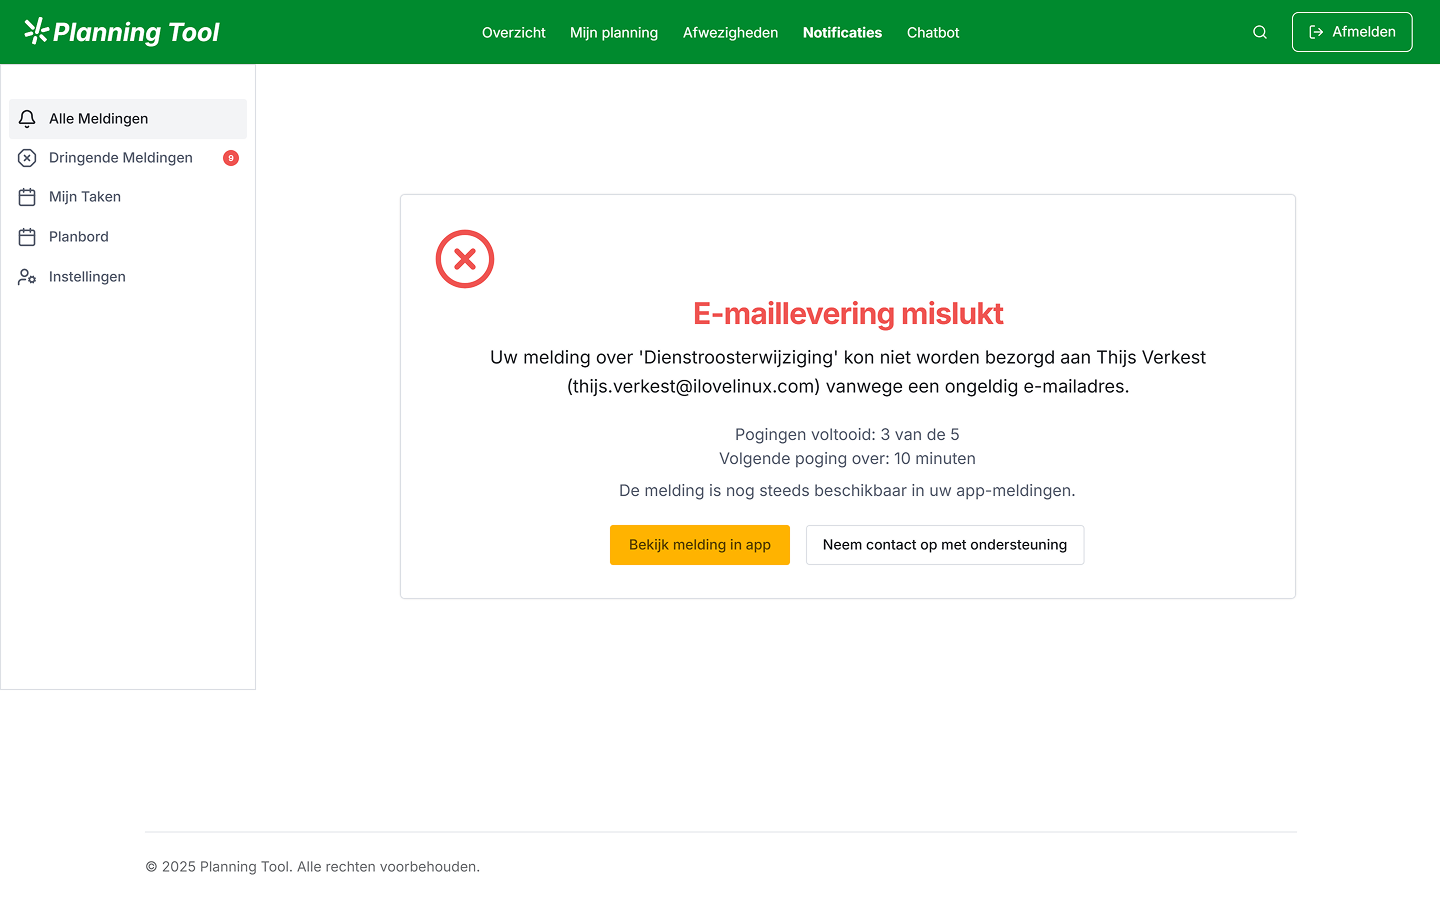 Planning Tool
Overzicht Mijn planning Afwezigheden Notificaties Chatbot
Afmelden
Alle Meldingen
Dringende Meldingen 9
Mijn Taken
Planbord
Instellingen
E-maillevering mislukt
Uw melding over 'Dienstroosterwijziging' kon niet worden bezorgd aan Thijs Verkest
(thijs.verkest@ilovelinux.com) vanwege een ongeldig e-mailadres.
Pogingen voltooid: 3 van de 5
Volgende poging over: 10 minuten
De melding is nog steeds beschikbaar in uw app-meldingen.
Bekijk melding in app Neem contact op met ondersteuning
© 2025 Planning Tool. Alle rechten voorbehouden.